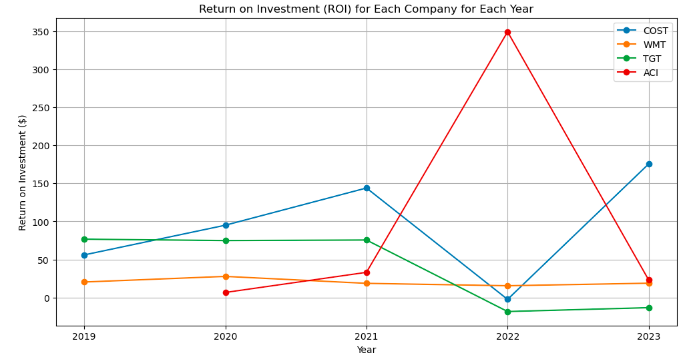 Return on Investment (ROI) for Each Company for Each Year
COST
WMT
TGT
ACI
350
300
250
200
150
100
50
0
Return on Investment ($)
2019 2020 2021 2022 2023
Year